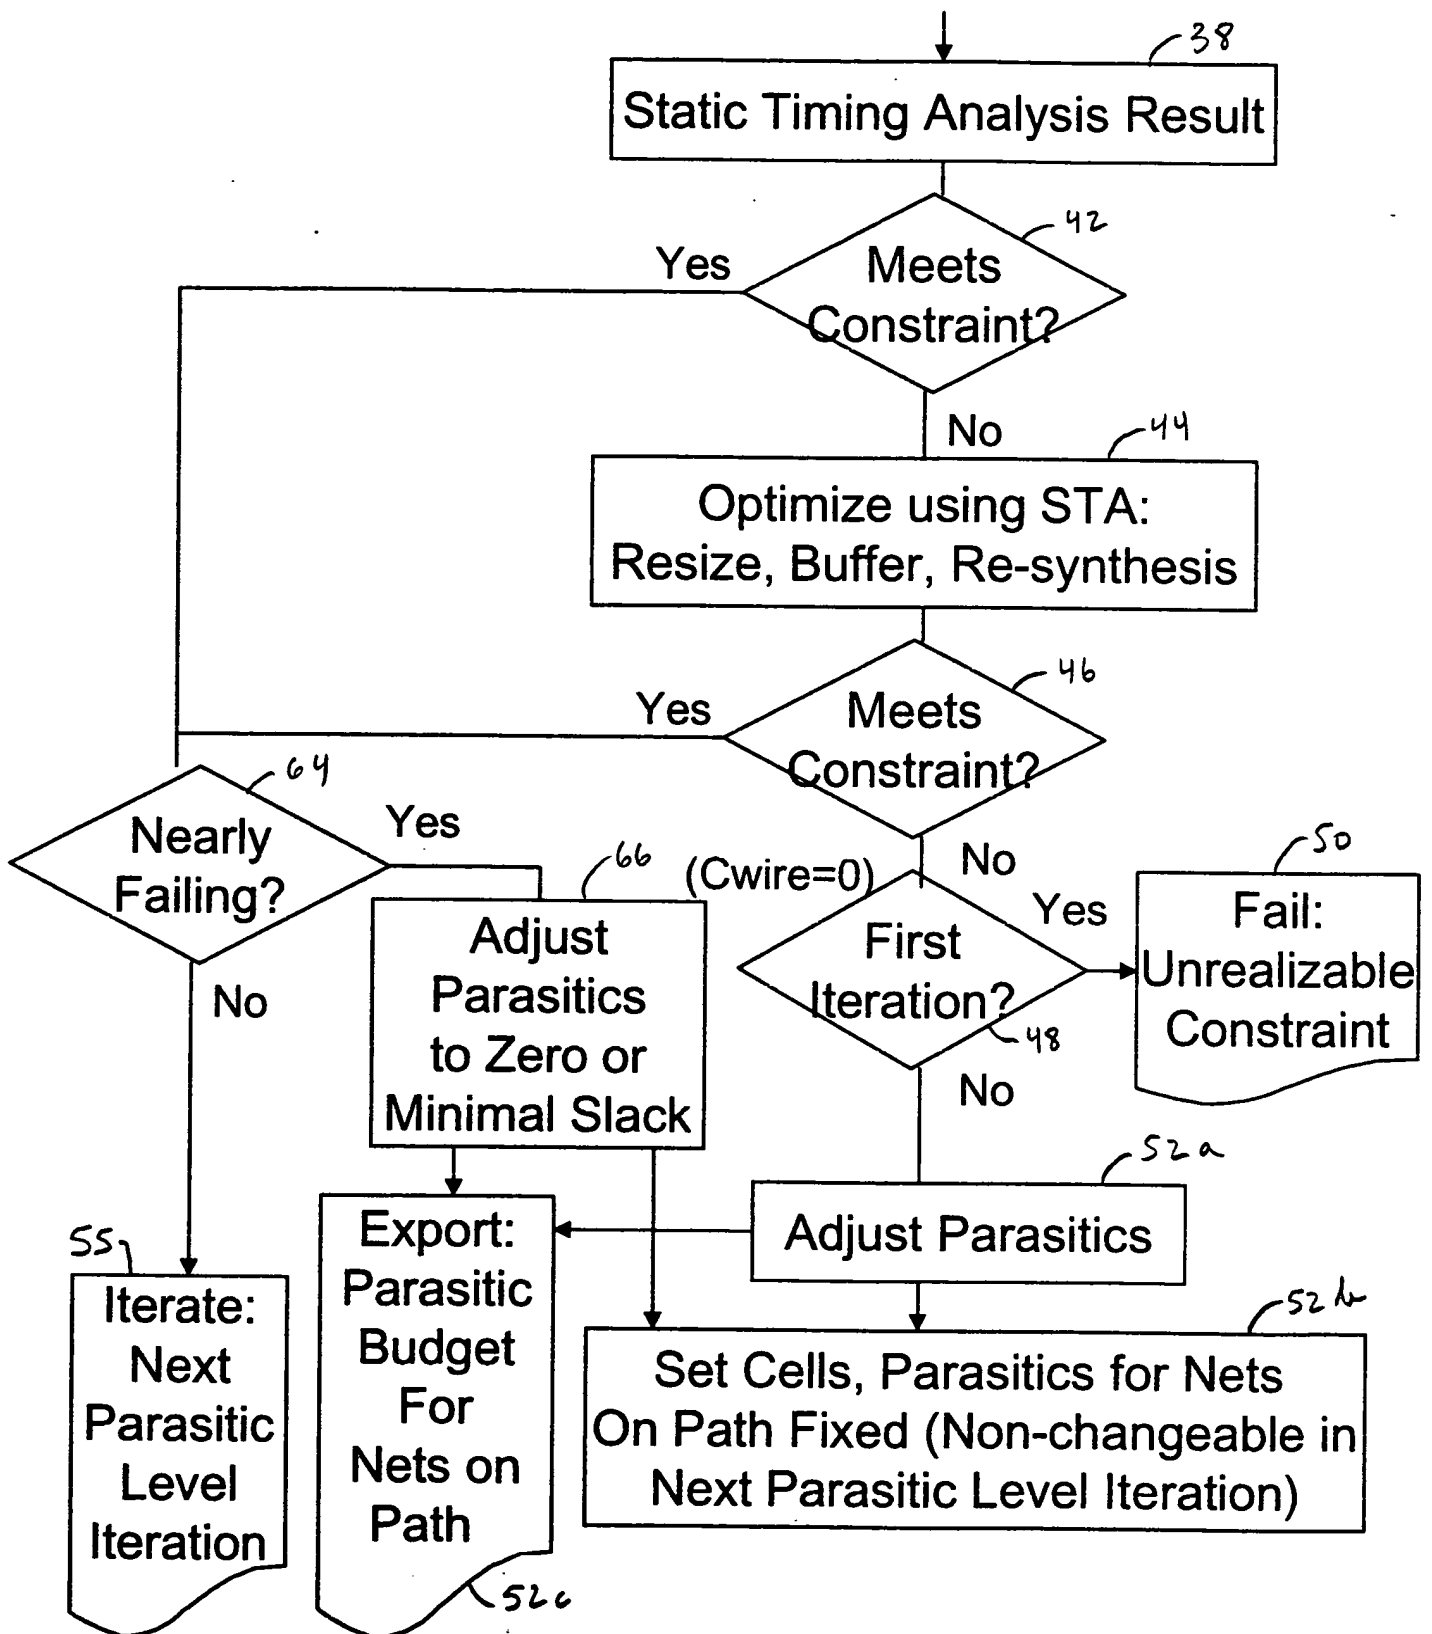 38
Static Timing Analysis Result
42
Yes
Meets
Constraint?
No
44
Optimize using STA:
Resize, Buffer, Re-synthesis
46
Yes
Meets
Constraint?
64
Nearly
Failing?
Yes
No
66
Adjust
Parasitics
to Zero or
Minimal Slack
No
(Cwire=0)
First
Iteration?
48
Yes
No
50
Fail:
Unrealizable
Constraint
52a
Adjust Parasitics
55
Iterate:
Next
Parasitic
Level
Iteration
Export:
Parasitic
Budget
For
Nets on
Path
52c
52b
Set Cells, Parasitics for Nets
On Path Fixed (Non-changeable in
Next Parasitic Level Iteration)